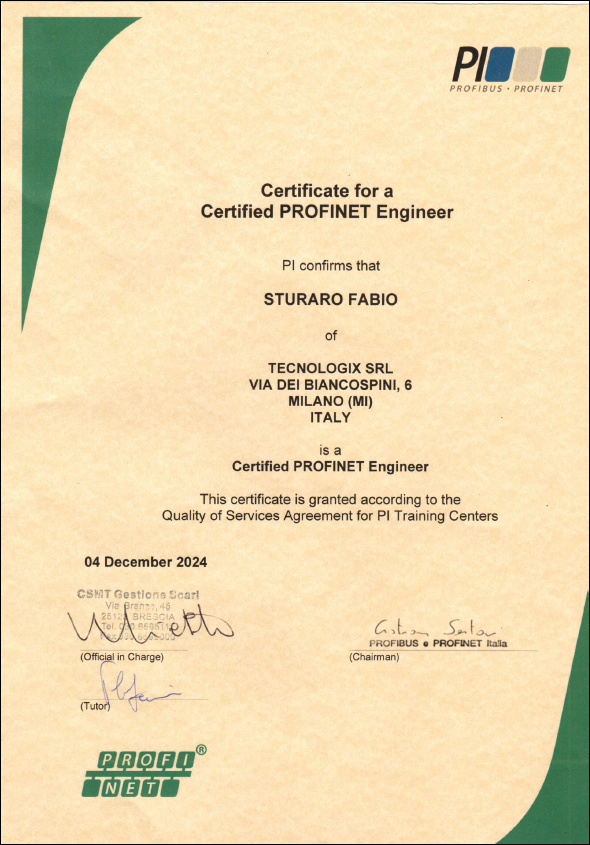 PI
PROFIBUS • PROFINET
Certificate for a
Certified PROFINET Engineer
PI confirms that
STURARO FABIO
of
TECNOLOGIX SRL
VIA DEI BIANCOSPINI, 6
MILANO (MI)
ITALY
is a
Certified PROFINET Engineer
This certificate is granted according to the
Quality of Services Agreement for PI Training Centers
04 December 2024
CSMT Gestione Scarl
Via Branze, 45
BRESCIA
(Official in Charge)
PROFIBUS e PROFINET Italia
(Chairman)
(Tutor)
PROFI®
NET